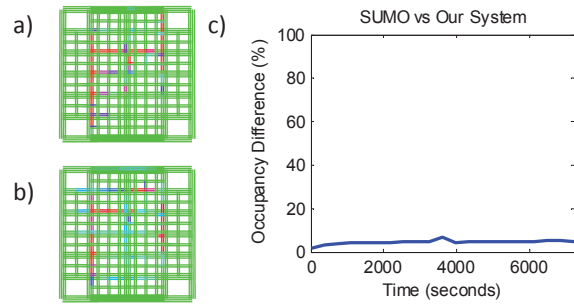 a)
b)
c)
SUMO vs Our System
Occupancy Difference (%)
100
80
60
40
20
0
0 2000 4000 6000
Time (seconds)